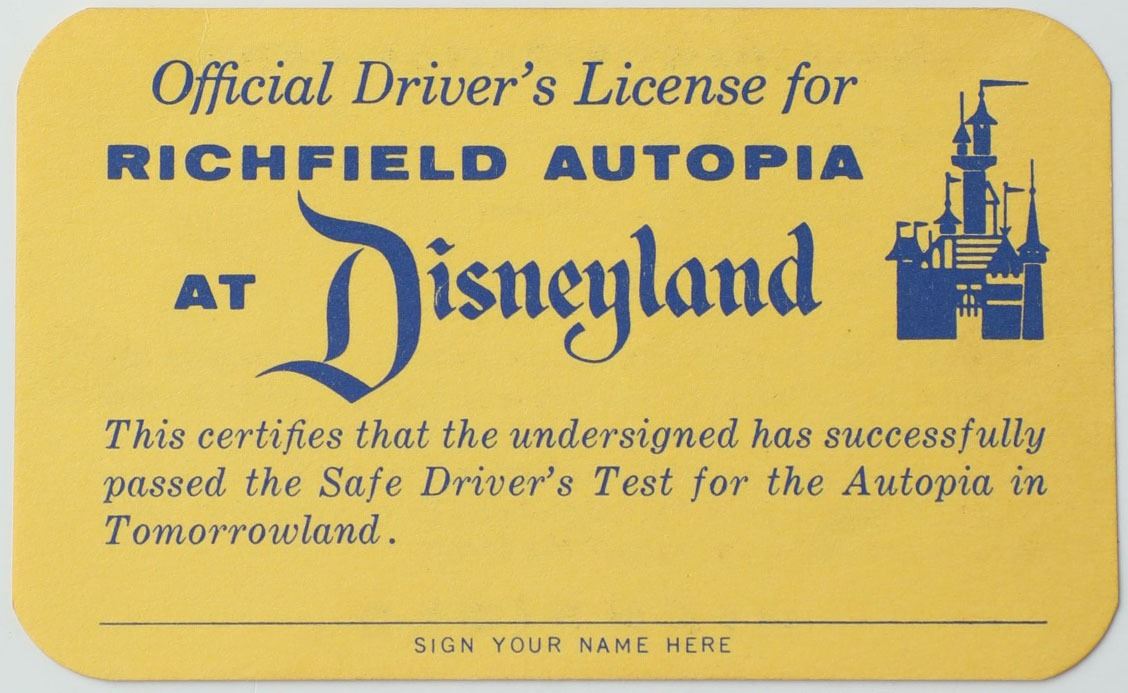 Official Driver's License for
RICHFIELD AUTOPIA
AT Disneyland
This certifies that the undersigned has successfully
passed the Safe Driver's Test for the Autopia in
Tomorrowland.
SIGN YOUR NAME HERE